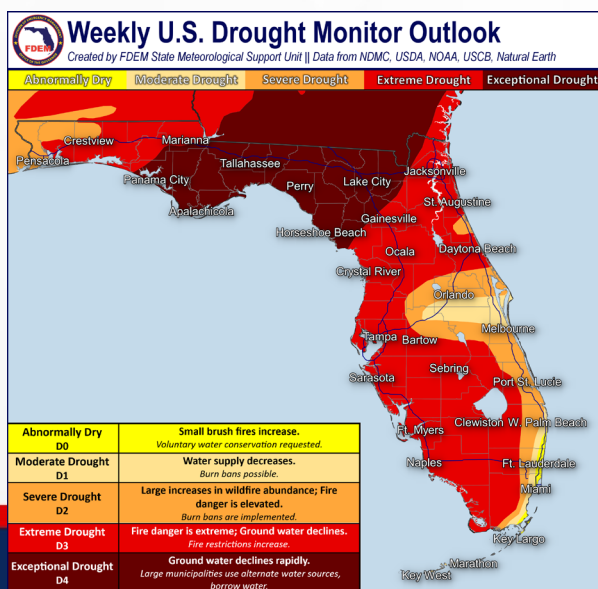 FDEM
Weekly U.S. Drought Monitor Outlook
Created by FDEM State Meteorological Support Unit || Data from NDMC, USDA, NOAA, USCB, Natural Earth
Abnormally Dry Moderate Drought Severe Drought Extreme Drought Exceptional Drought
Crestview
Marianna
Pensacola
Tallahassee
Jacksonville
Panama City
Perry
Lake City
St. Augustine
Apalachicola
Gainesville
Horseshoe Beach
Ocala
Daytona Beach
Crystal River
Orlando
Melbourne
Tampa
Bartow
Sebring
Sarasota
Port St. Lucie
Clewiston
W. Palm Beach
Ft. Myers
Naples
Ft. Lauderdale
Miami
Key Largo
Marathon
Key West
Abnormally Dry
D0
Small brush fires increase.
Voluntary water conservation requested.
Moderate Drought
D1
Water supply decreases.
Burn bans possible.
Severe Drought
D2
Large increases in wildfire abundance; Fire
danger is elevated.
Burn bans are implemented.
Extreme Drought
D3
Fire danger is extreme; Ground water declines.
Fire restrictions increase.
Exceptional Drought
D4
Ground water declines rapidly.
Large municipalities use alternate water sources,
borrow water.